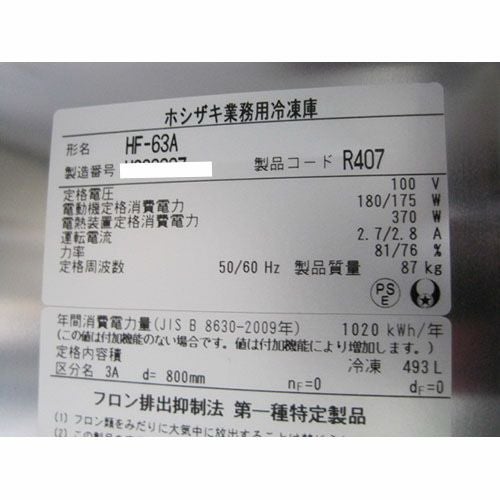 ホシザキ業務用冷凍庫
形名 HF-63A
製造番号
製品コード R407
定格電圧 100 V
電動機定格消費電力 180/175 W
電熱装置定格消費電力 370 W
運転電流 2.7/2.8 A
力率 81/76 %
定格周波数 50/60 Hz 製品質量 87 kg
PS
E
年間消費電力量(JIS B 8630-2009年) 1020 kWh/年
(この値は付加機能のない場合です。値は付加機能により増加します。)
定格内容積 冷凍 493 L
区分名 3A d= 800mm nF=0 dF=0
フロン排出抑制法 第一種特定製品
(1) フロン類をみだりに大気中に放出することは禁じら
(2) この製品の